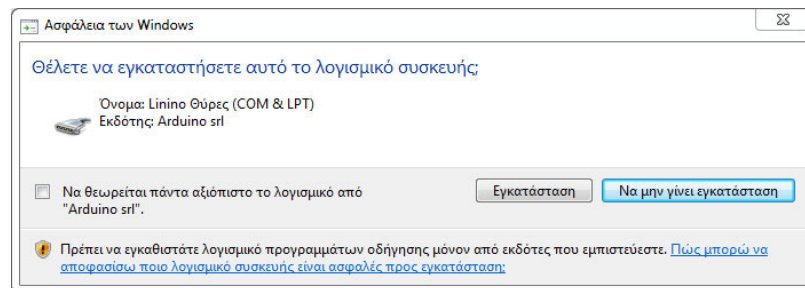 Ασφάλεια των Windows
Θέλετε να εγκαταστήσετε αυτό το λογισμικό συσκευής;
Όνομα: Linino Θύρες (COM & LPT)
Εκδότης: Arduino srl
Να θεωρείται πάντα αξιόπιστο το λογισμικό από
"Arduino srl".
Εγκατάσταση
Να μην γίνει εγκατάσταση
Πρέπει να εγκαθιστάτε λογισμικό προγραμμάτων οδήγησης μόνον από εκδότες που εμπιστεύεστε. Πώς μπορώ να
αποφασίσω ποιο λογισμικό συσκευής είναι ασφαλές προς εγκατάσταση;